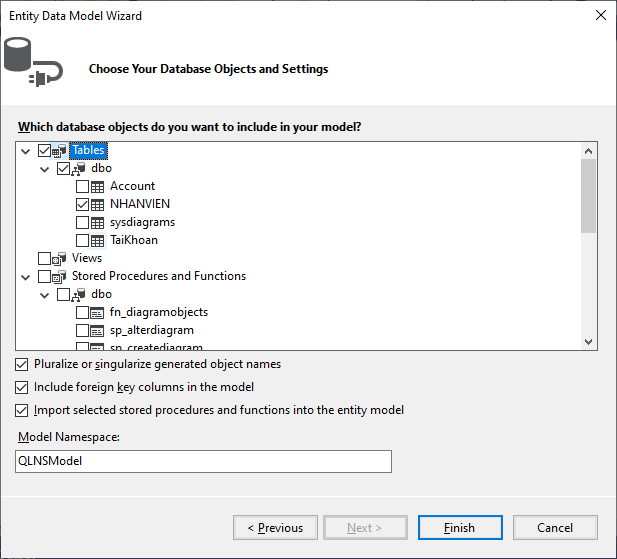 Entity Data Model Wizard
Choose Your Database Objects and Settings
Which database objects do you want to include in your model?
Tables
dbo
Account
NHANVIEN
sysdiagrams
TaiKhoan
Views
Stored Procedures and Functions
dbo
fn_diagramobjects
sp_alterdiagram
sp_creatediagram
Pluralize or singularize generated object names
Include foreign key columns in the model
Import selected stored procedures and functions into the entity model
Model Namespace:
QLNSModel
< Previous
Next >
Finish
Cancel